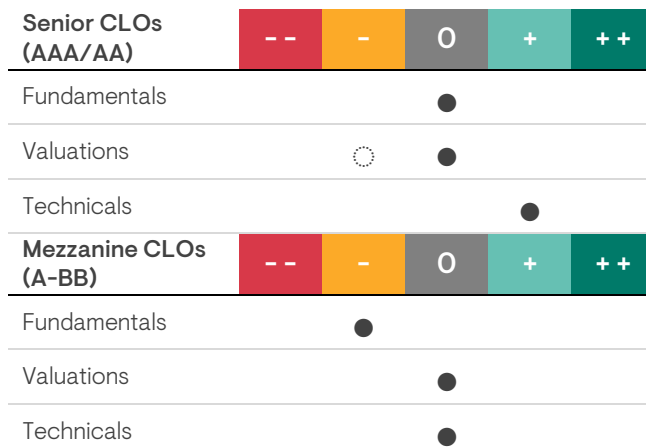 Senior CLOs
(AAA/AA)
- - - 0 + + +
Fundamentals
Valuations
Technicals
Mezzanine CLOs
(A-BB)
- - - 0 + + +
Fundamentals
Valuations
Technicals